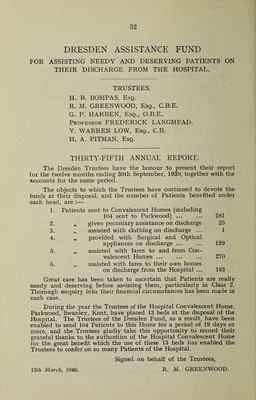 52
DRESDEN ASSISTANCE FUND
FOR ASSISTING NEEDY AND DESERVING PATIENTS ON
THEIR DISCHARGE FROM THE HOSPITAL.
TRUSTEES.
H. B. BOMPAS, Esq.
R. M. GREENWOOD, Esq., C.B.E.
G. P. HARBEN, Esq., O.B.E.
Professor FREDERICK LANGMEAD.
V. WARREN LOW, Esq., C.B.
H. A. PITMAN, Esq.
THIRTY-FIFTH ANNUAL REPORT.
The Dresden Trustees have the honour to present their report
for the twelve months ending 30th September, 1939, together with the
accounts for the same period.
The objects to which the Trustees have continued to devote the
funds at their disposal, and the number of Patients benefited under
each head, are :—
1. Patients sent to Convalescent Homes (including
104 sent to Parkwood) ... ... 281
2. „ given pecuniary assistance on discharge 25
3. „ assisted with clothing on discharge ... 1
4. „ provided with Surgical and Optical
appliances on discharge ... ... 129
5. „ assisted with fares to and from Con-
valescent Homes ... ... ... 270
6. „ assisted with fares to their own homes
on discharge from the Hospital ... 183
Great care has been taken to ascertain that Patients are really
needy and deserving before assisting them, particularly in Class 2.
Thorough enquiry into their financial circumstances has been made in
each case.
During the year the Trustees of the Hospital Convalescent Home,
Parkwood, Swanley, Kent, have placed 13 beds at the disposal of the
Hospital. The Trustees of the Dresden Fund, as a result, have been
enabled to send 104 Patients to this Home for a period of 19 days or
more, and the Trustees gladly take this opportunity to record their
grateful thanks to the authorities of the Hospital Convalescent Home
for the great benefit which the use of these 13 beds has enabled the
Trustees to confer on so many Patients of the Hospital.
Signed on behalf of the Trustees,
13th March, 1940. R. M. GREENWOOD.